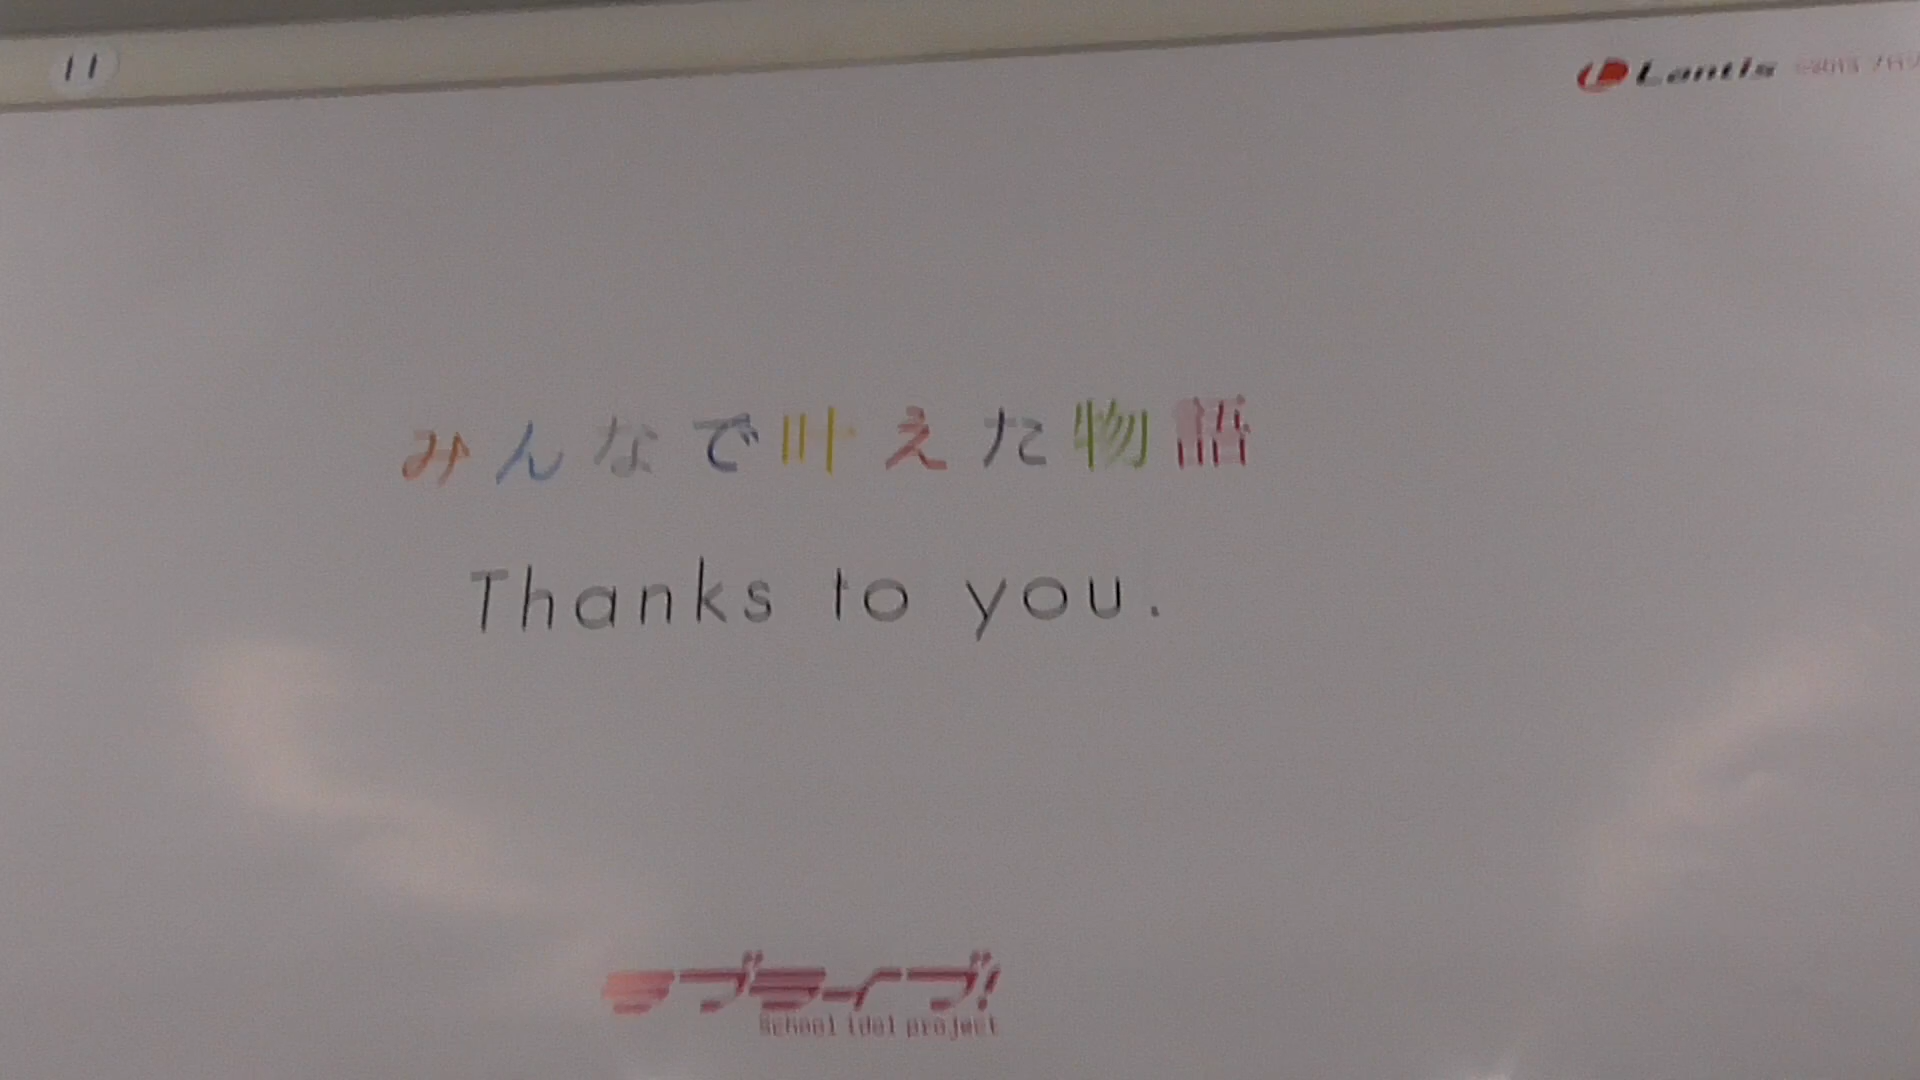 11
Lantis
みんなで叶えた物語
Thanks to you.
ラブライブ!
School idol project